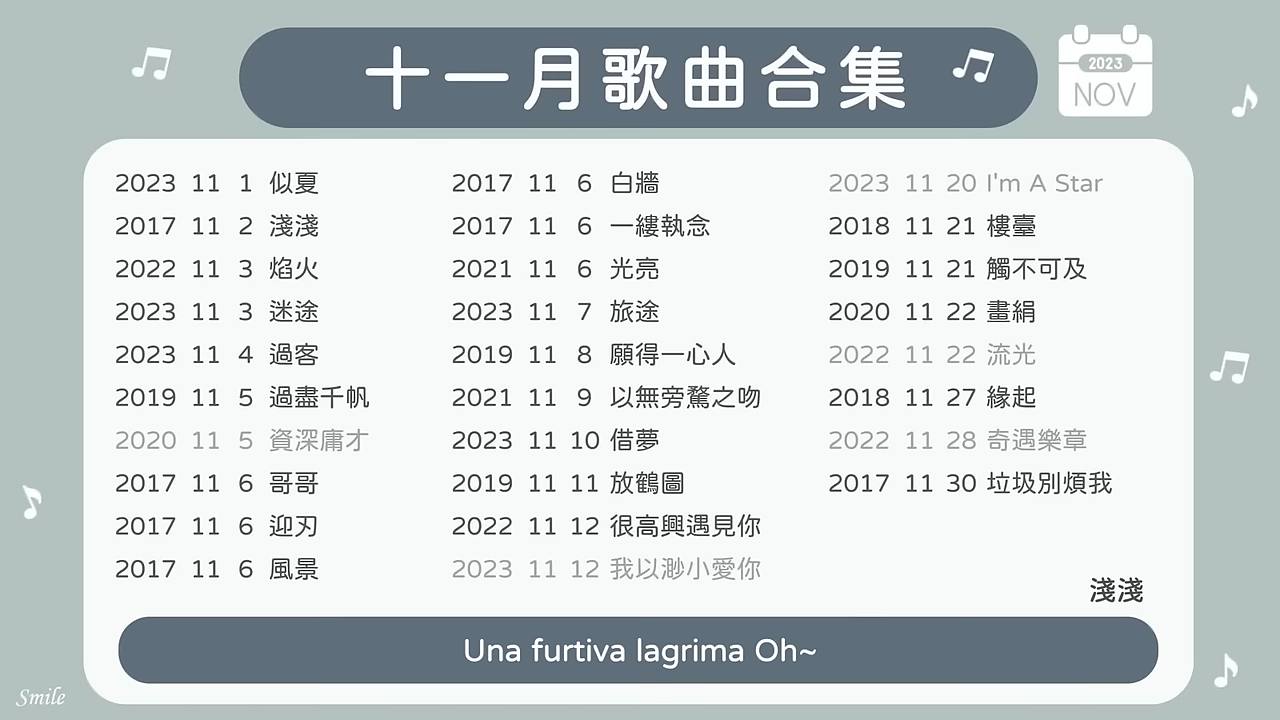 十一月歌曲合集
2023
NOV
2023 11 1 似夏
2017 11 2 淺淺
2022 11 3 焰火
2023 11 3 迷途
2023 11 4 過客
2019 11 5 過盡千帆
2020 11 5 資深庸才
2017 11 6 哥哥
2017 11 6 迎刃
2017 11 6 風景
2017 11 6 白牆
2017 11 6 一縷執念
2021 11 6 光亮
2023 11 7 旅途
2019 11 8 願得一心人
2021 11 9 以無旁騖之吻
2023 11 10 借夢
2019 11 11 放鶴圖
2022 11 12 很高興遇見你
2023 11 12 我以渺小愛你
2023 11 20 I'm A Star
2018 11 21 樓臺
2019 11 21 觸不可及
2020 11 22 畫絹
2022 11 22 流光
2018 11 27 緣起
2022 11 28 奇遇樂章
2017 11 30 垃圾別煩我
淺淺
Una furtiva lagrima Oh~
Smile